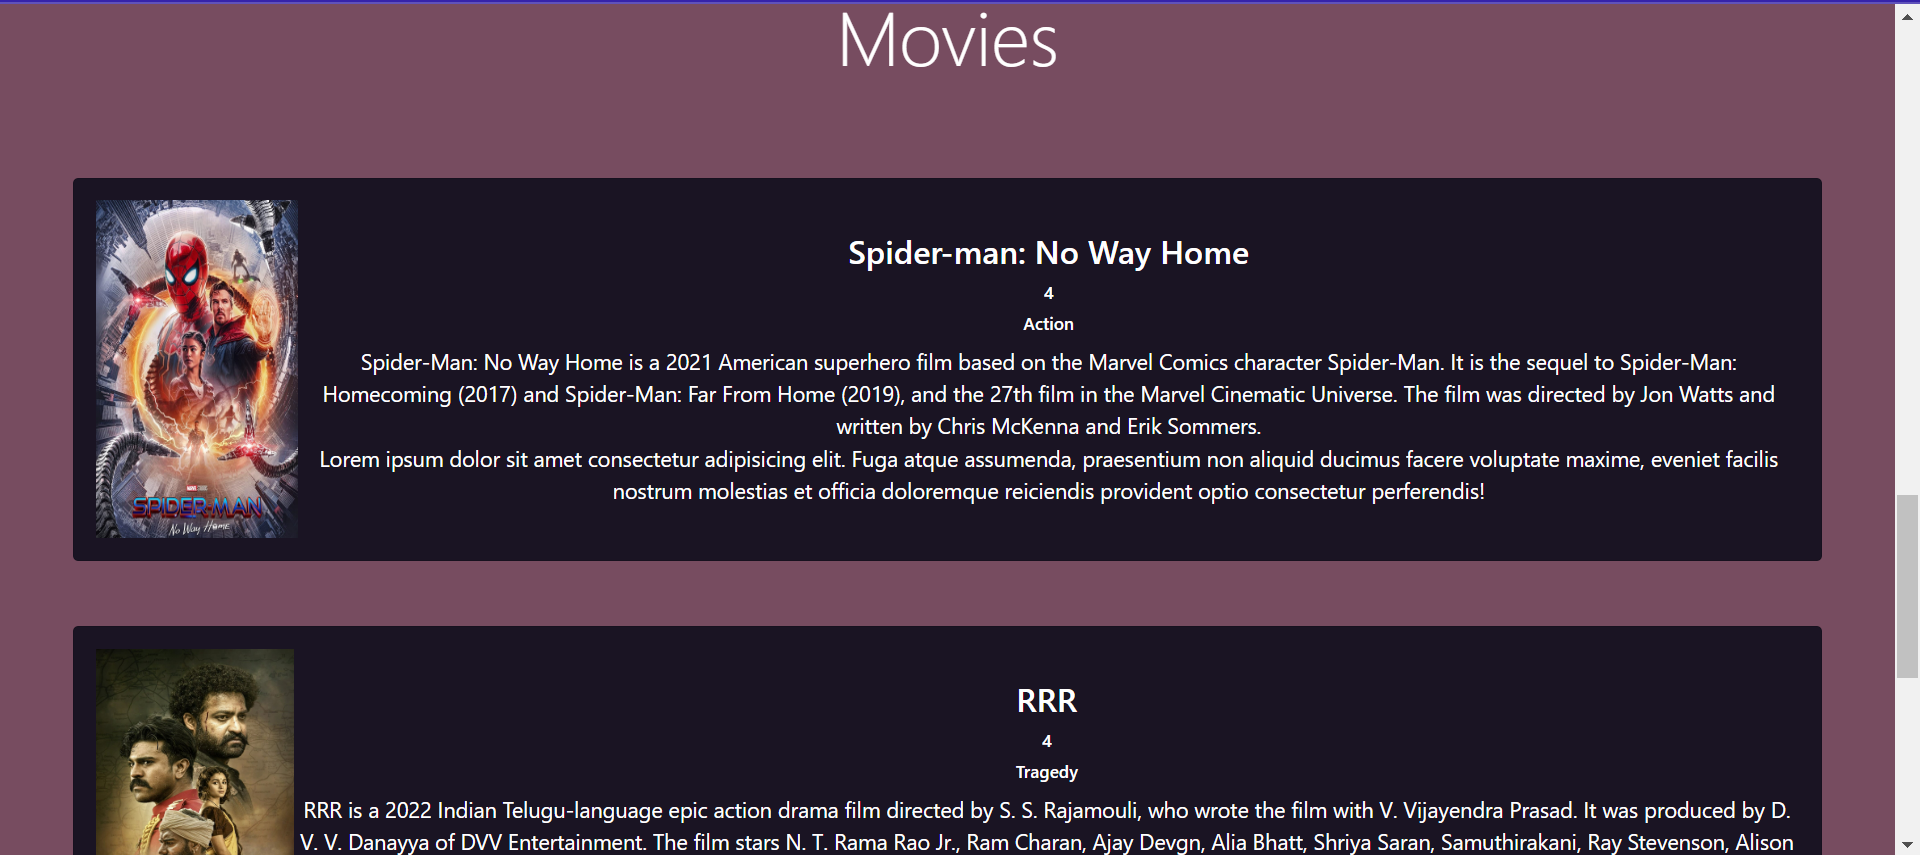 Movies
Spider-man: No Way Home
4
Action
Spider-Man: No Way Home is a 2021 American superhero film based on the Marvel Comics character Spider-Man. It is the sequel to Spider-Man:
Homecoming (2017) and Spider-Man: Far From Home (2019), and the 27th film in the Marvel Cinematic Universe. The film was directed by Jon Watts and
written by Chris McKenna and Erik Sommers.
Lorem ipsum dolor sit amet consectetur adipisicing elit. Fuga atque assumenda, praesentium non aliquid ducimus facere voluptate maxime, eveniet facilis
nostrum molestias et officia doloremque reiciendis provident optio consectetur perferendis!
SPIDER-MAN
No Way Home
RRR
4
Tragedy
RRR is a 2022 Indian Telugu-language epic action drama film directed by S. S. Rajamouli, who wrote the film with V. Vijayendra Prasad. It was produced by D.
V. V. Danayya of DVV Entertainment. The film stars N. T. Rama Rao Jr., Ram Charan, Ajay Devgn, Alia Bhatt, Shriya Saran, Samuthirakani, Ray Stevenson, Alison